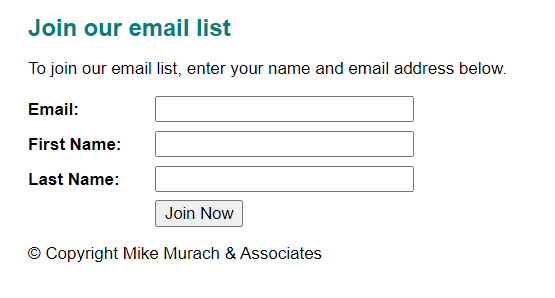 Join our email list
To join our email list, enter your name and email address below.
Email:
First Name:
Last Name:
Join Now
© Copyright Mike Murach & Associates